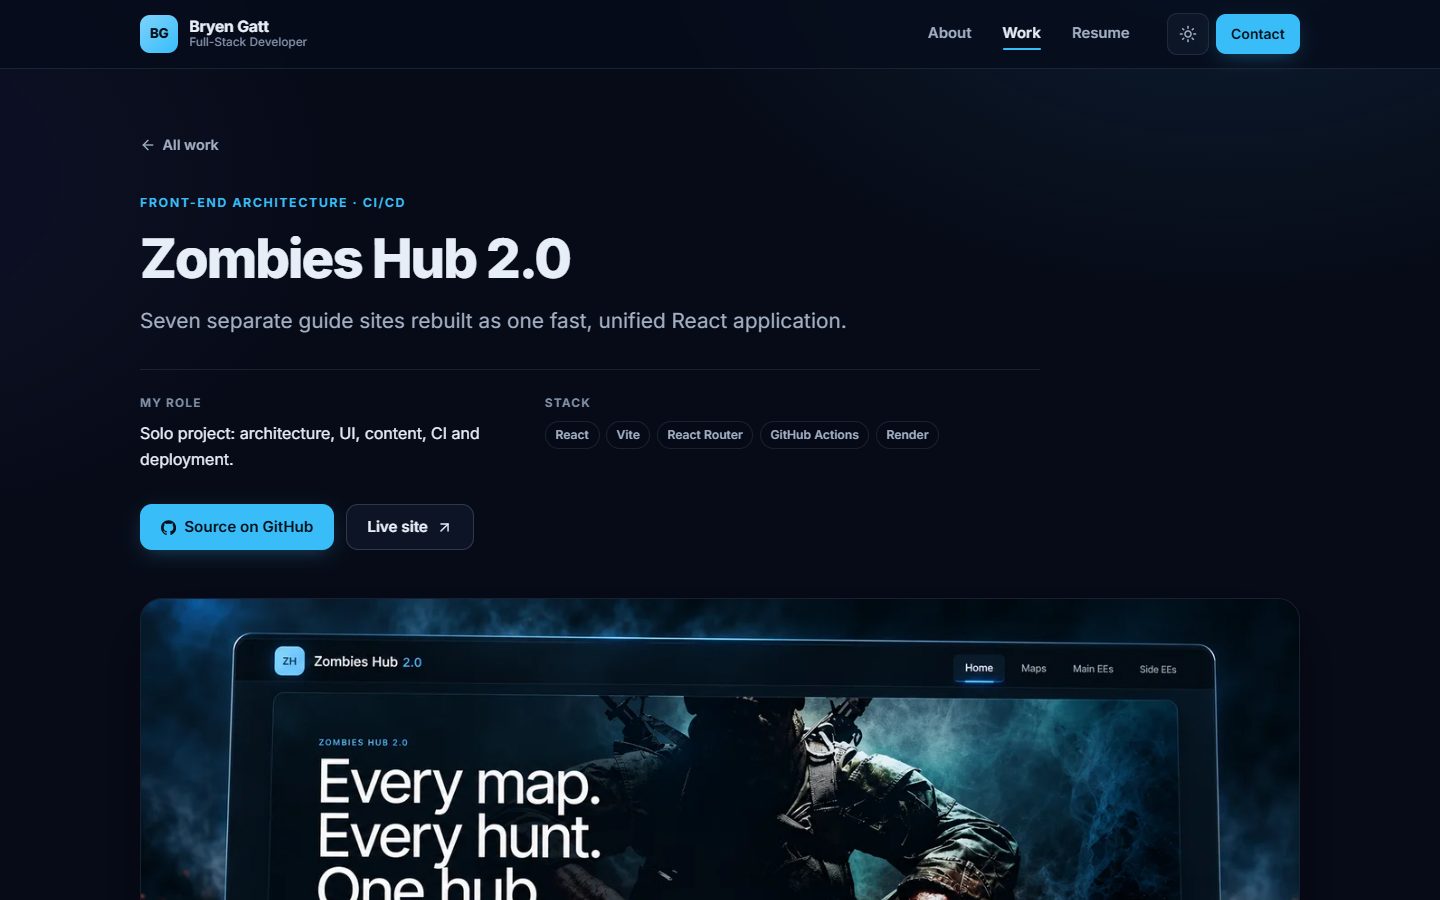 BG
Bryen Gatt
Full-Stack Developer
About
Work
Resume
Contact
All work
FRONT-END ARCHITECTURE · CI/CD
Zombies Hub 2.0
Seven separate guide sites rebuilt as one fast, unified React application.
MY ROLE
Solo project: architecture, UI, content, CI and
deployment.
STACK
React
Vite
React Router
GitHub Actions
Render
Source on GitHub
Live site
ZH
Zombies Hub 2.0
Home
Maps
Main EEs
Side EEs
ZOMBIES HUB 2.0
Every map.
Every hunt.
One hub